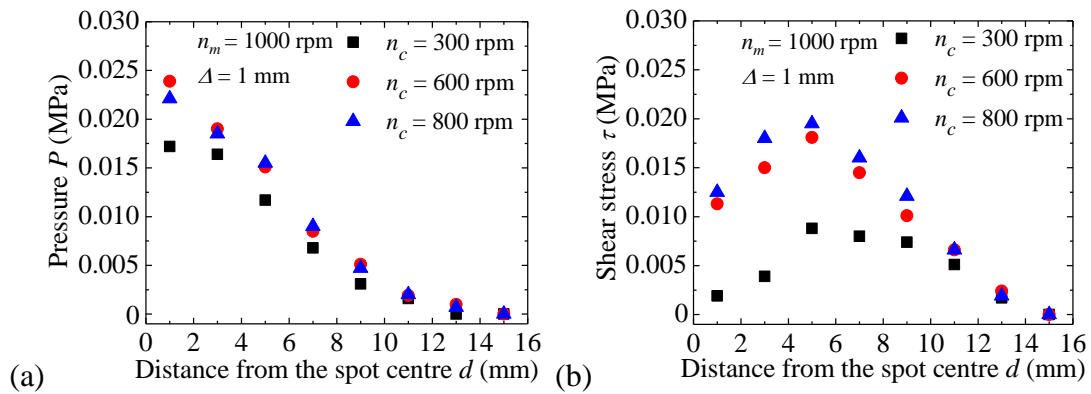 0.030
0.025
0.020
0.015
0.010
0.005
0
Pressure P (MPa)
n_m = 1000 rpm
Δ = 1 mm
n_c = 300 rpm
n_c = 600 rpm
n_c = 800 rpm
0 2 4 6 8 10 12 14 16
Distance from the spot centre d (mm)
(a)
0.030
0.025
0.020
0.015
0.010
0.005
0
Shear stress τ (MPa)
n_m = 1000 rpm
Δ = 1 mm
n_c = 300 rpm
n_c = 600 rpm
n_c = 800 rpm
0 2 4 6 8 10 12 14 16
Distance from the spot centre d (mm)
(b)